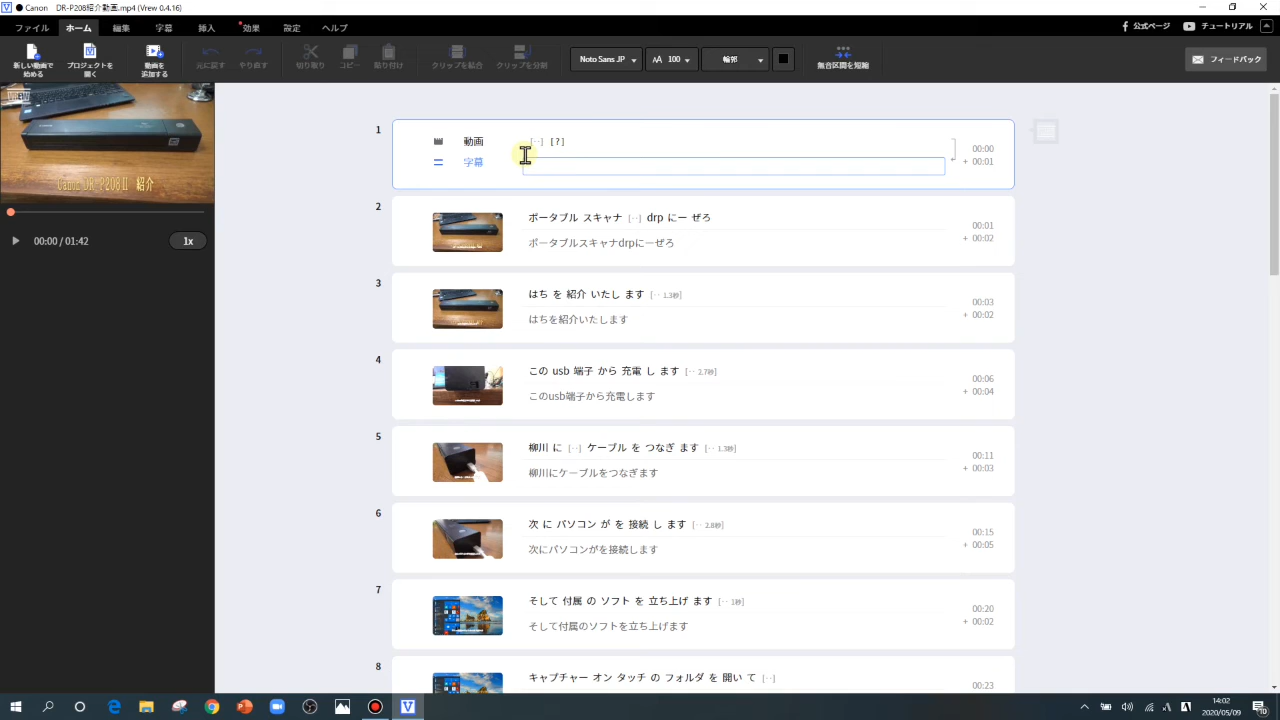 Canon DR-P208紹介動画.mp4 (Vrew 0.4.16)
ファイル ホーム 編集 字幕 挿入 効果 設定 ヘルプ 公式ページ チュートリアル
新しい動画で始める プロジェクトを開く 動画を追加する 元に戻す やり直す 切り取り コピー 貼り付け クリップを結合 クリップを分割 Noto Sans JP 100 輪郭 無音区間を短縮 フィードバック
VREW
Canon DR-P208Ⅱ 紹介
00:00 / 01:42 1x
1 動画 [··] [?] 00:00
字幕 + 00:01
2 ポータブル スキャナ [··] drp にー ぜろ 00:01
ポータブルスキャナdrpにーぜろ + 00:02
3 はち を 紹介 いたし ます [·· 1.3秒] 00:03
はちを紹介いたします + 00:02
4 この usb 端子 から 充電 し ます [·· 2.7秒] 00:06
このusb端子から充電します + 00:04
5 柳川 に [··] ケーブル を つなぎ ます [·· 1.3秒] 00:11
柳川にケーブルをつなぎます + 00:03
6 次 に パソコン が を 接続 し ます [·· 2.8秒] 00:15
次にパソコンがを接続します + 00:05
7 そして 付属 の ソフト を 立ち上げ ます [·· 1秒] 00:20
そして付属のソフトを立ち上げます + 00:02
8 キャプチャー オン タッチ の フォルダ を 開い て [··] 00:23
14:02
2020/05/09